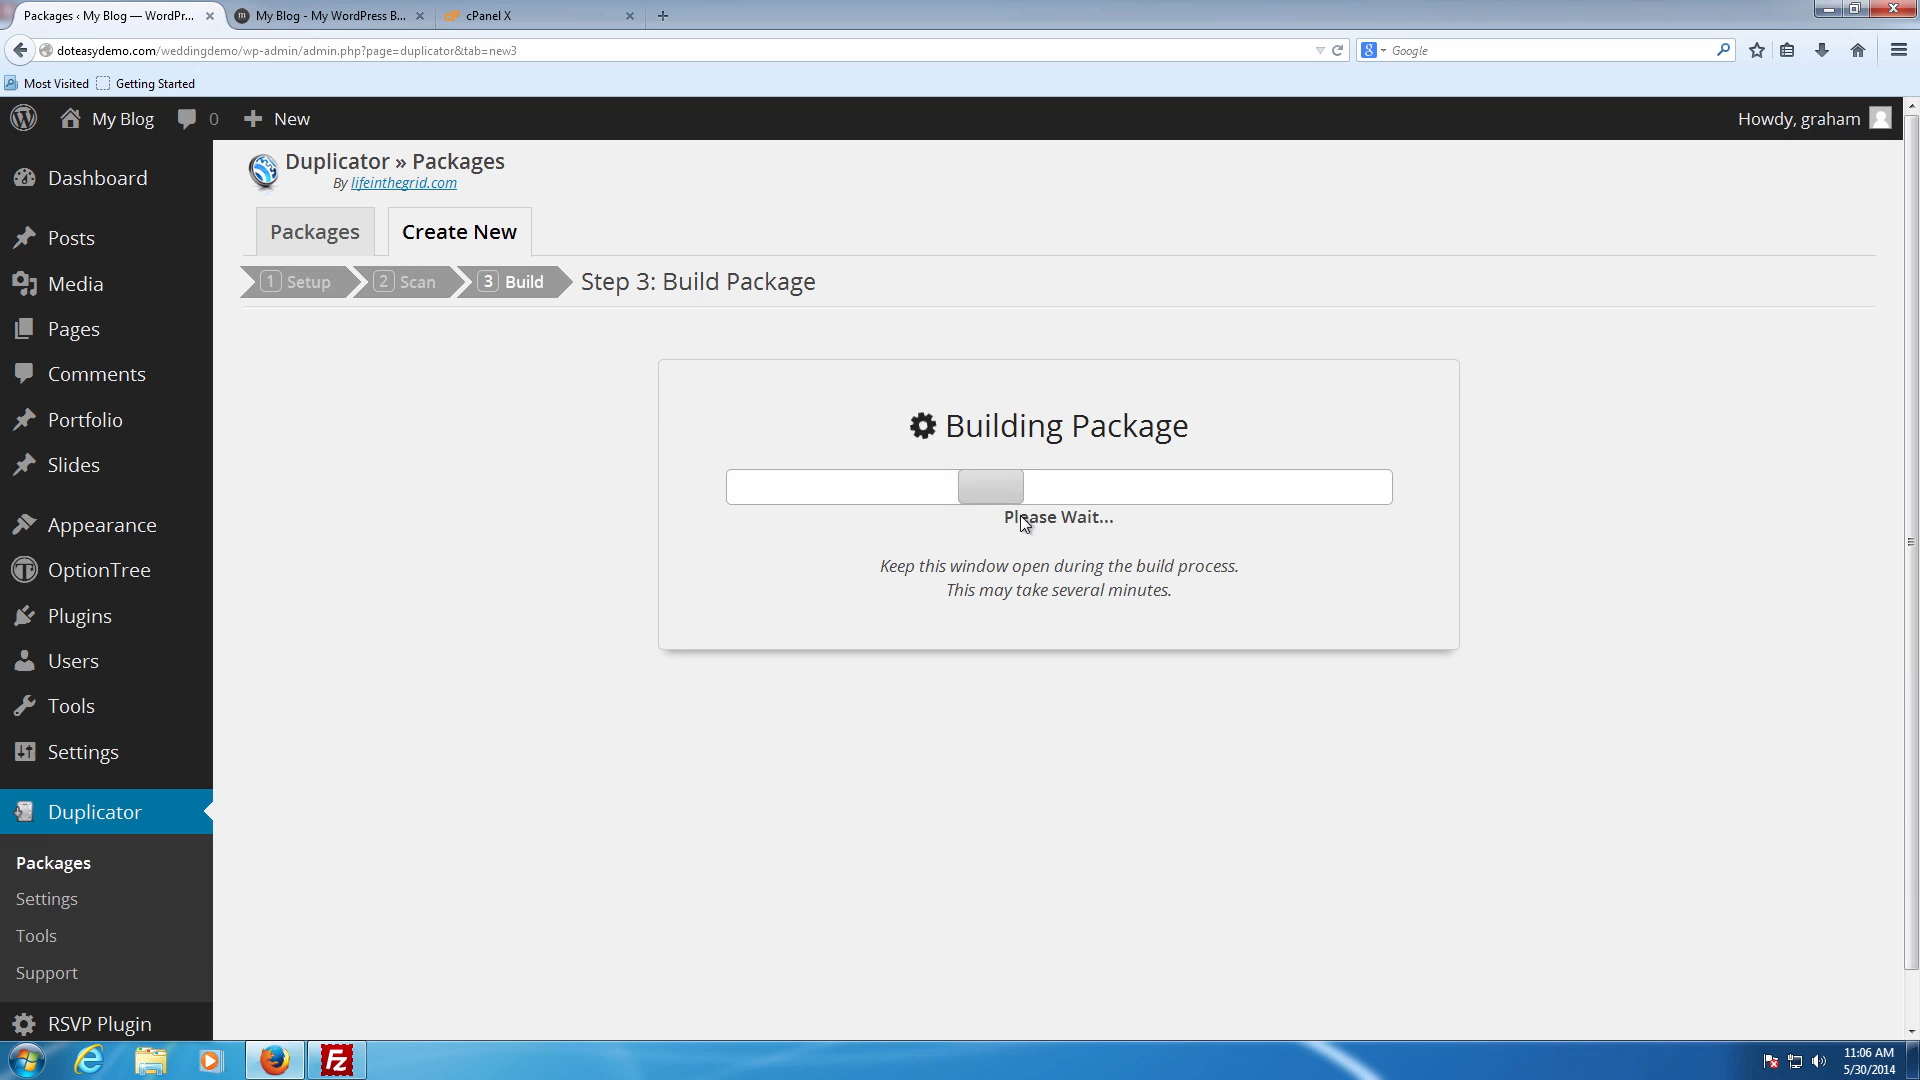 Packages ‹ My Blog — WordPr...
My Blog - My WordPress B...
cP cPanel X
doteasydemo.com/weddingdemo/wp-admin/admin.php?page=duplicator&tab=new3
8 Google
Most Visited
Getting Started
My Blog
0
New
Howdy, graham
Dashboard
Posts
Media
Pages
Comments
Portfolio
Slides
Appearance
OptionTree
Plugins
Users
Tools
Settings
Duplicator
Packages
Settings
Tools
Support
RSVP Plugin
Duplicator » Packages
By lifeinthegrid.com
Packages
Create New
1 Setup
2 Scan
3 Build
Step 3: Build Package
Building Package
Please Wait...
Keep this window open during the build process.
This may take several minutes.
Fz
11:06 AM
5/30/2014